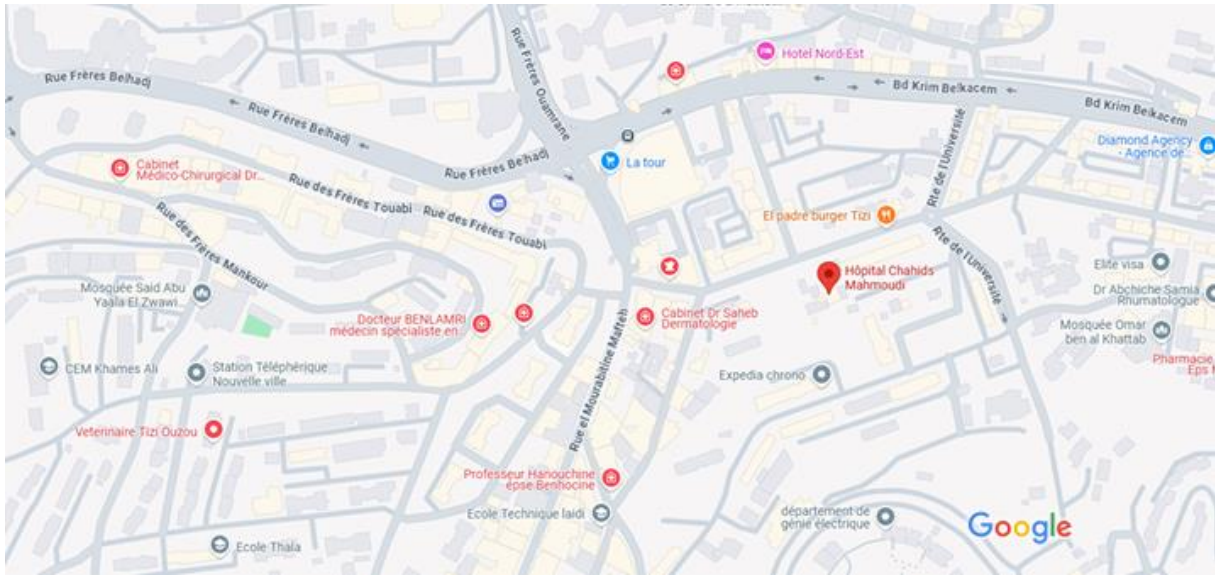 Hotel Nord-Est
Rue Frères Ouamrane
Rue Frères Belhadj
Bd Krim Belkacem
Bd Krim Belkacem
Rue Frères Belhadj
Diamond Agency
- Agence de...
Rue Frères Belhadj
La tour
Cabinet
Médico-Chirurgical Dr...
Rte de l'Université
Rue des Frères Touabi
Rue des Frères Touabi
El padre burger Tizi
Rue des Frères Mankour
Rte de l'Université
Elite visa
Hôpital Chahids
Mahmoudi
Mosquée Said Abu
Yaala El Zwawi
Dr Abchiche Samia
Rhumatologue
Docteur BENLAMRI
médecin spécialiste en...
Cabinet Dr Saheb
Dermatologie
Mosquée Omar
ben al Khattab
CEM Khames Ali
Station Téléphérique
Nouvelle ville
Expedia chrono
Pharmacie
Eps
Rue el Mourabitine Mafteh
Veterinaire Tizi Ouzou
Professeur Hanouchine
épse Benhocine
Ecole Technique laidi
département de
génie électrique
Google
Ecole Thala